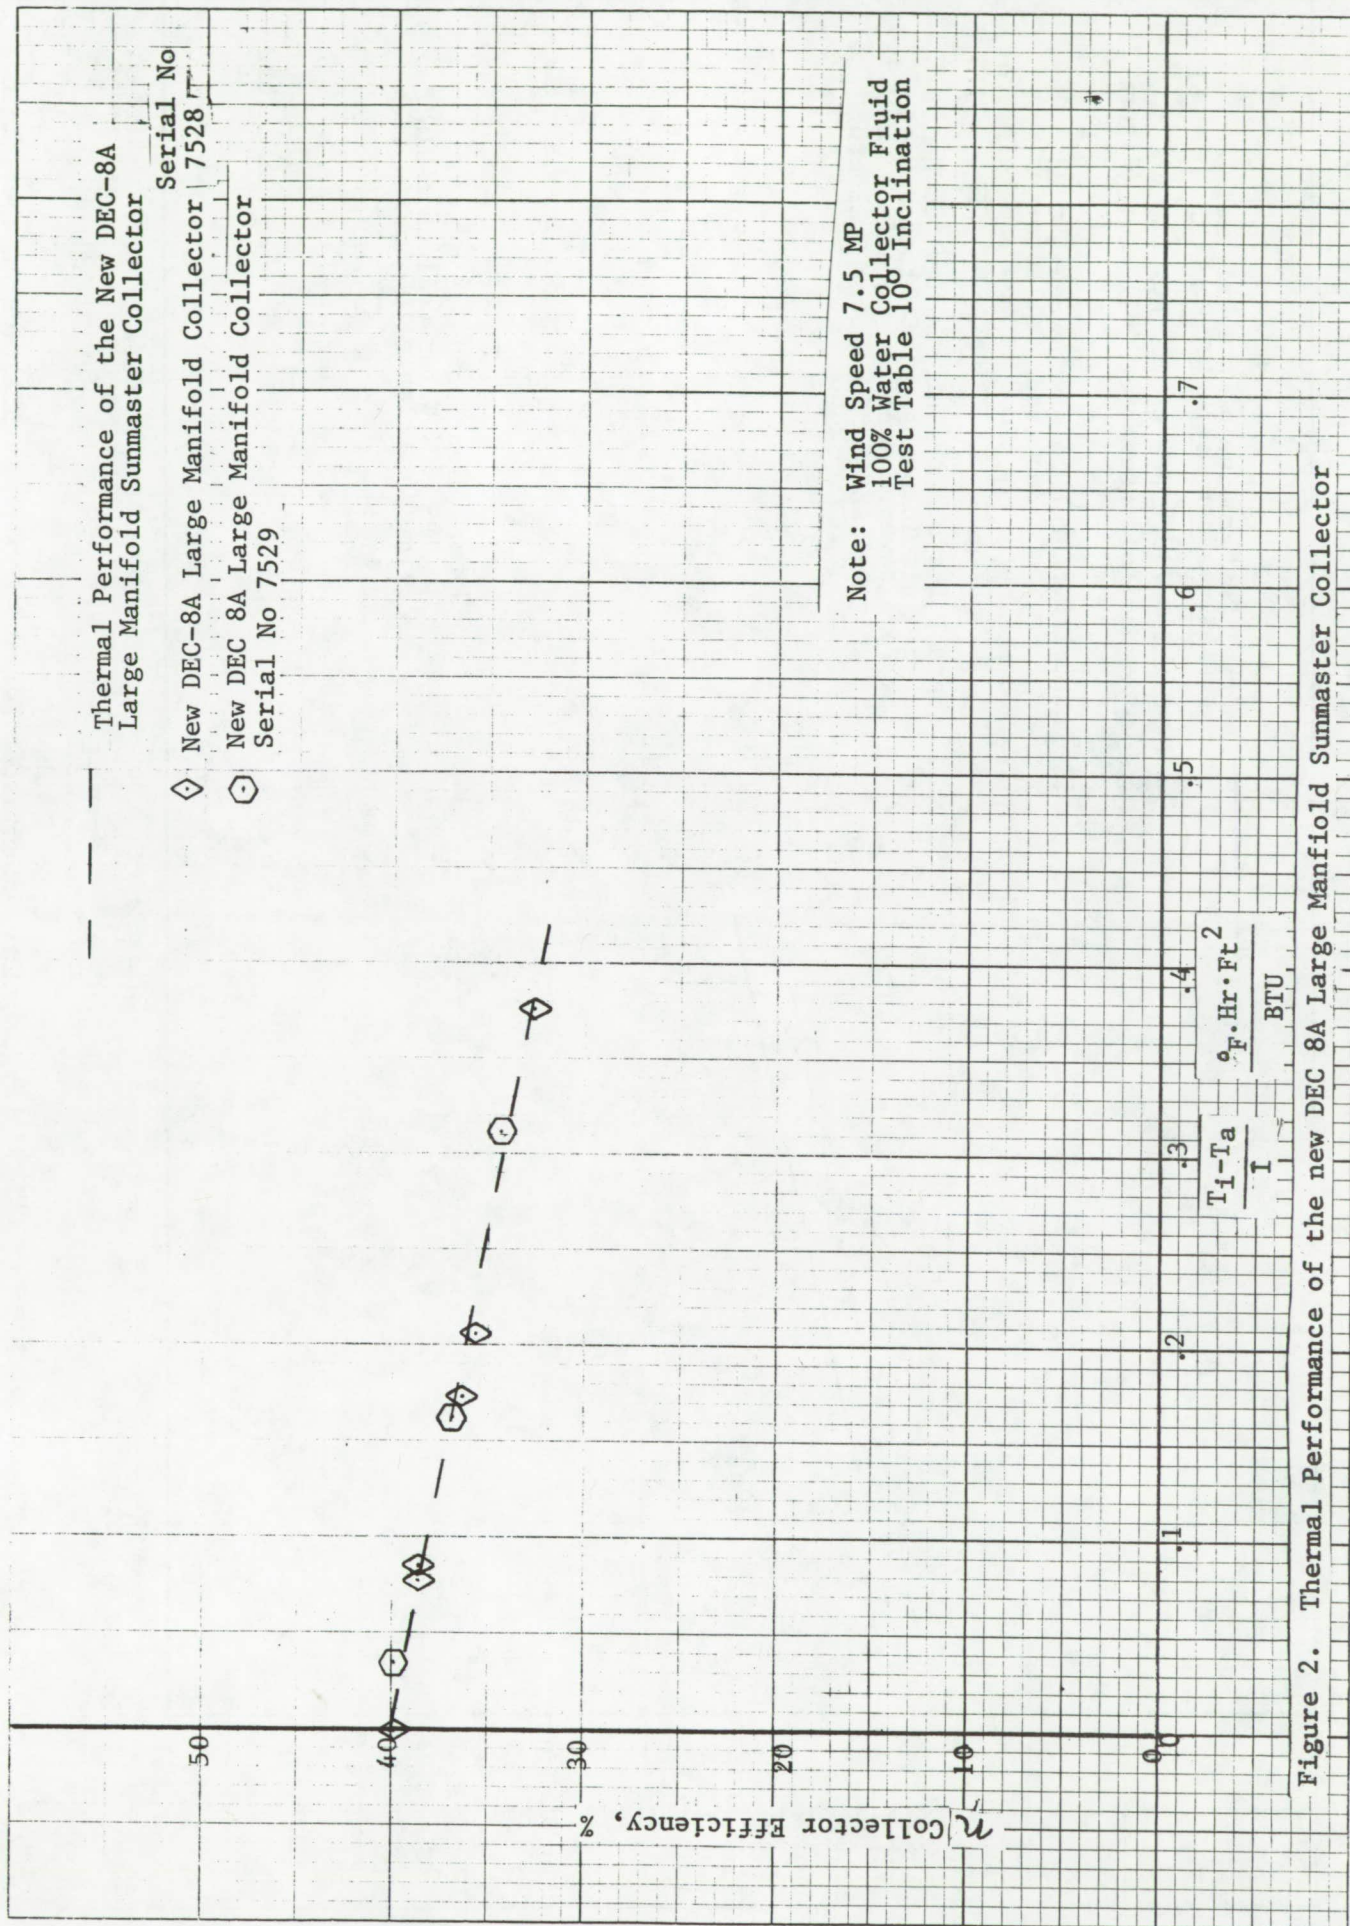 Thermal Performance of the New DEC-8A
Large Manifold Sunmaster Collector
Serial No
New DEC-8A Large Manifold Collector 7528
New DEC 8A Large Manifold Collector
Serial No 7529
Note: Wind Speed 7.5 MP
100% Water Collector Fluid
Test Table 10° Inclination
η Collector Efficiency, %
50
40
30
20
10
0
0
.1
.2
.3
.4
.5
.6
.7
Ti-Ta
I
°F·Hr·Ft2
BTU
Figure 2. Thermal Performance of the new DEC 8A Large Manfiold Sunmaster Collector